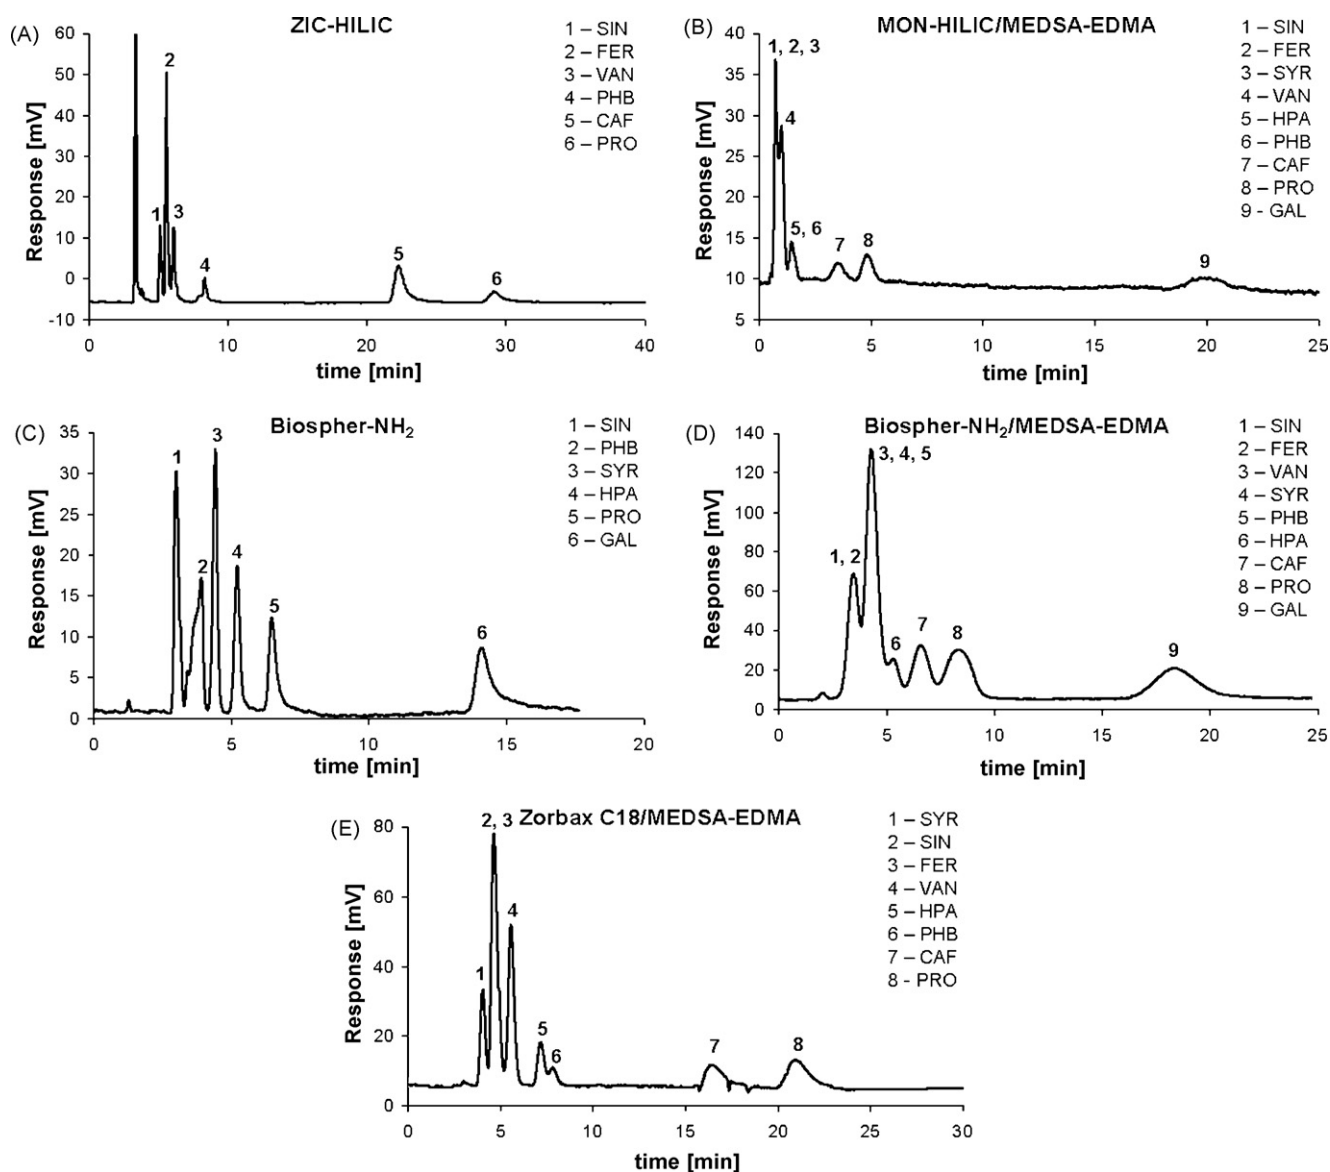 (A)
ZIC-HILIC
1 – SIN
2 – FER
3 – VAN
4 – PHB
5 – CAF
6 – PRO
60
50
40
30
20
10
0
-10
Response [mV]
1
2
3
4
5
6
0 10 20 30 40
time [min]
(B)
MON-HILIC/MEDSA-EDMA
1 – SIN
2 – FER
3 – SYR
4 – VAN
5 – HPA
6 – PHB
7 – CAF
8 – PRO
9 - GAL
40
35
30
25
20
15
10
5
Response [mV]
1, 2, 3
4
5, 6
7
8
9
0 5 10 15 20 25
time [min]
(C)
Biospher-NH₂
1 – SIN
2 – PHB
3 – SYR
4 – HPA
5 – PRO
6 – GAL
35
30
25
20
15
10
5
0
Response [mV]
1
2
3
4
5
6
0 5 10 15 20
time [min]
(D)
Biospher-NH₂/MEDSA-EDMA
1 – SIN
2 – FER
3 – VAN
4 – SYR
5 – PHB
6 – HPA
7 – CAF
8 – PRO
9 – GAL
140
120
100
80
60
40
20
0
Response [mV]
1, 2
3, 4, 5
6
7
8
9
0 5 10 15 20 25
time [min]
(E)
Zorbax C18/MEDSA-EDMA
1 – SYR
2 – SIN
3 – FER
4 – VAN
5 – HPA
6 – PHB
7 – CAF
8 - PRO
80
60
40
20
0
Response [mV]
1
2, 3
4
5
6
7
8
0 5 10 15 20 25 30
time [min]